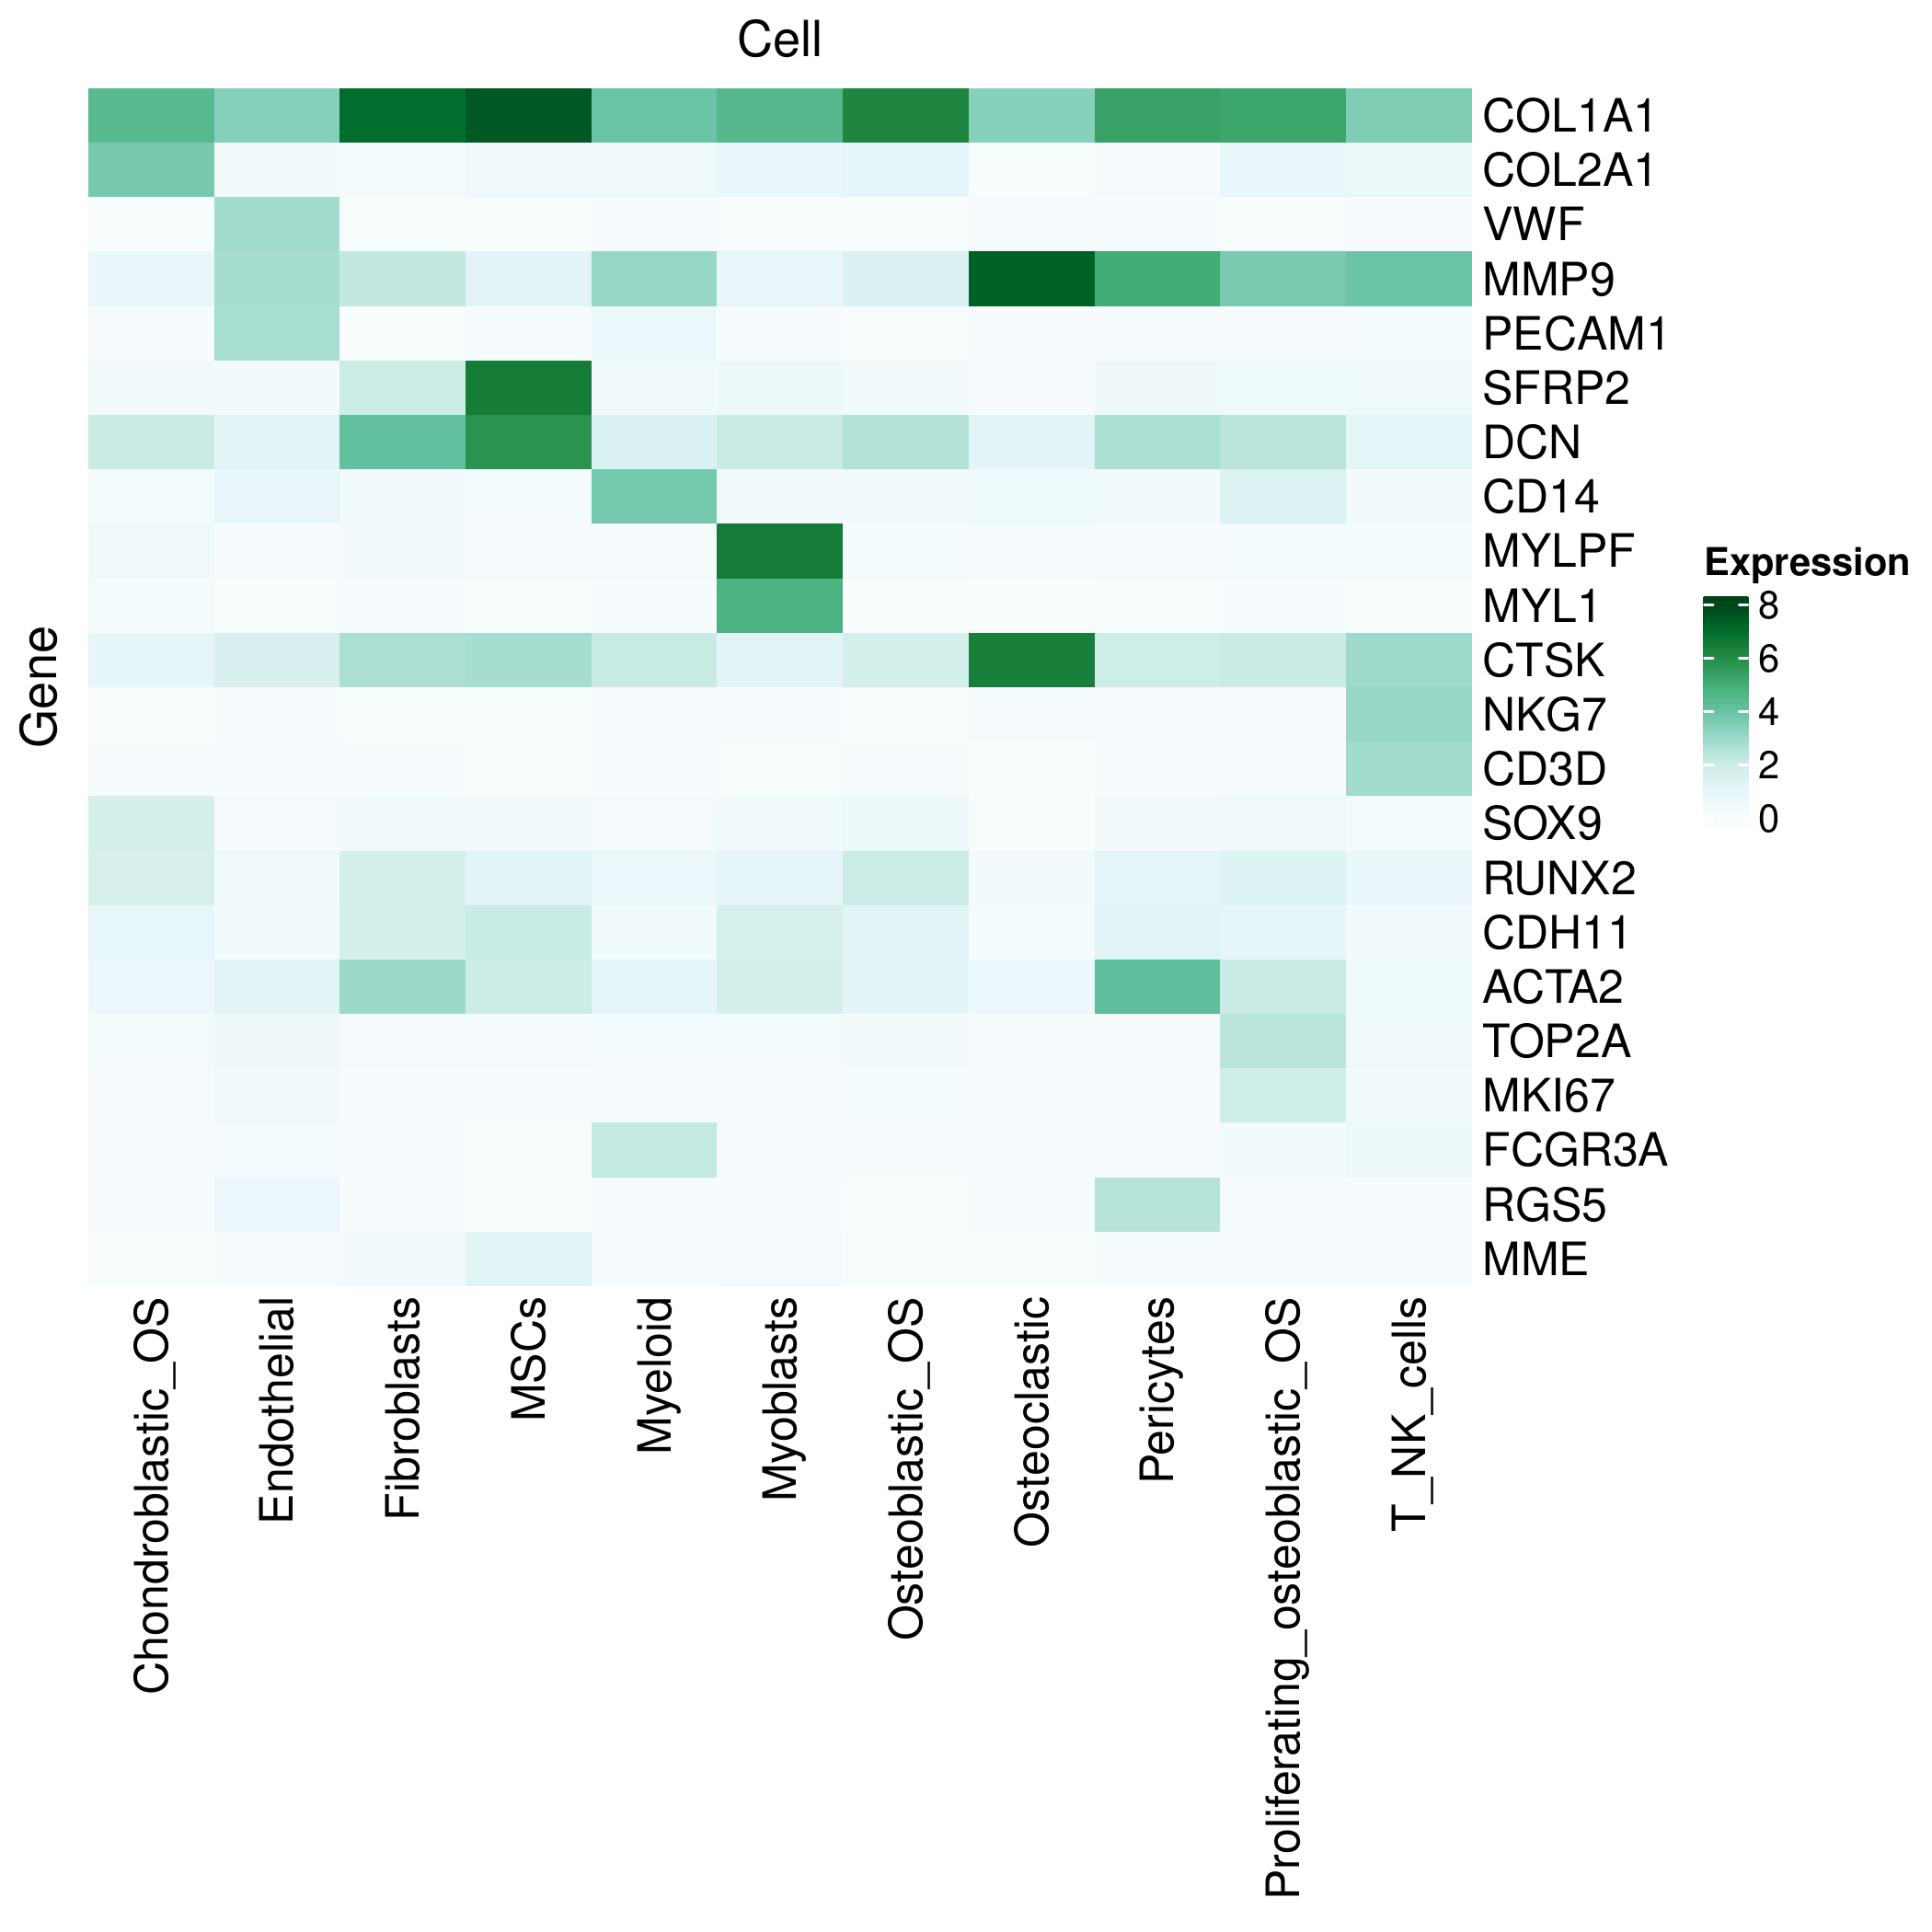 Cell
COL1A1
COL2A1
VWF
MMP9
PECAM1
SFRP2
DCN
CD14
MYLPF
MYL1
CTSK
NKG7
CD3D
SOX9
RUNX2
CDH11
ACTA2
TOP2A
MKI67
FCGR3A
RGS5
MME
Gene
Expression
8
6
4
2
0
Chondroblastic_OS
Endothelial
Fibroblasts
MSCs
Myeloid
Myoblasts
Osteoblastic_OS
Osteoclastic
Pericytes
Proliferating_osteoblastic_OS
T_NK_cells